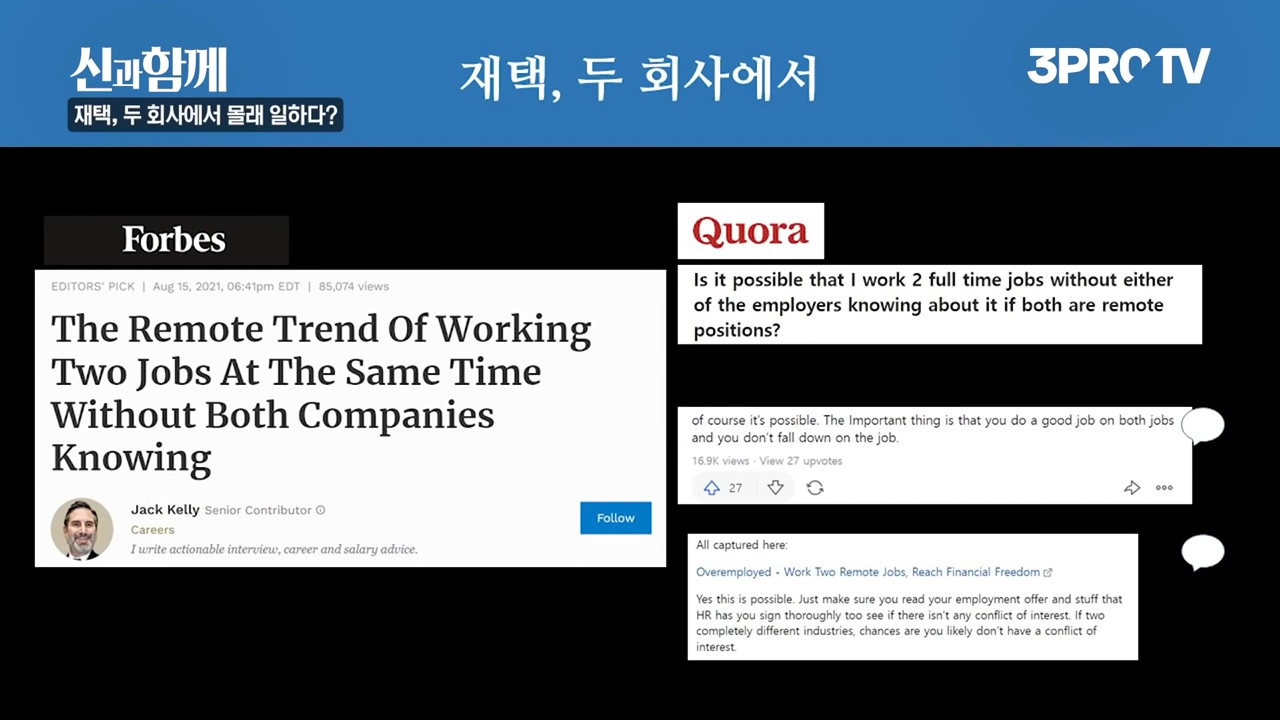 신과함께
재택, 두 회사에서 몰래 일하다?
재택, 두 회사에서
3PROTV
Forbes
EDITORS' PICK | Aug 15, 2021, 06:41pm EDT | 85,074 views
The Remote Trend Of Working
Two Jobs At The Same Time
Without Both Companies
Knowing
Jack Kelly Senior Contributor
Careers
I write actionable interview, career and salary advice.
Follow
Quora
Is it possible that I work 2 full time jobs without either
of the employers knowing about it if both are remote
positions?
of course it's possible. The Important thing is that you do a good job on both jobs
and you don't fall down on the job.
16.9K views · View 27 upvotes
27
All captured here:
Overemployed - Work Two Remote Jobs, Reach Financial Freedom
Yes this is possible. Just make sure you read your employment offer and stuff that
HR has you sign thoroughly too see if there isn't any conflict of interest. If two
completely different industries, chances are you likely don't have a conflict of
interest.